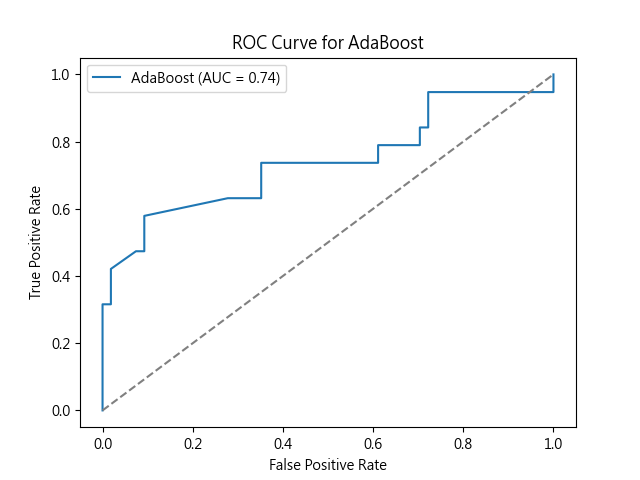 ROC Curve for AdaBoost
AdaBoost (AUC = 0.74)
1.0
0.8
0.6
0.4
0.2
0.0
True Positive Rate
0.0 0.2 0.4 0.6 0.8 1.0
False Positive Rate